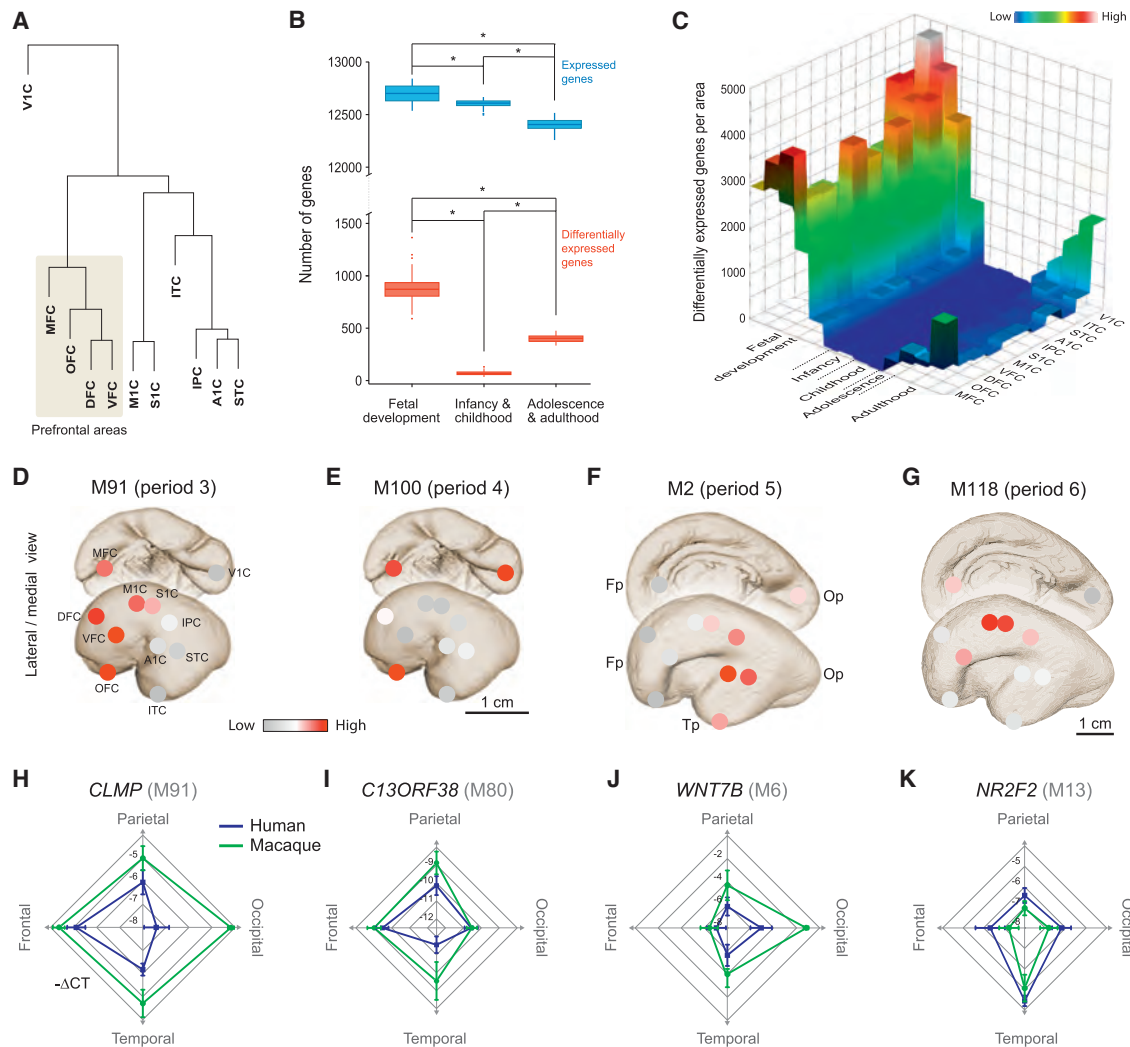 A
V1C
MFC
OFC
DFC
VFC
M1C
S1C
ITC
IPC
A1C
STC
Prefrontal areas
B
Number of genes
13000
12500
12000
1500
1000
500
0
*
*
*
Expressed
genes
*
*
*
Differentially
expressed
genes
Fetal
development
Infancy &
childhood
Adolescence
& adulthood
C
Low
High
Differentially expressed genes per area
5000
4000
3000
2000
1000
0
Fetal
development
Infancy
Childhood
Adolescence
Adulthood
MFC
OFC
DFC
VFC
M1C
S1C
IPC
A1C
STC
ITC
V1C
Lateral / medial view
D
M91 (period 3)
MFC
V1C
M1C
S1C
DFC
IPC
VFC
A1C
STC
OFC
ITC
Low
High
E
M100 (period 4)
1 cm
F
M2 (period 5)
Fp
Op
Fp
Op
Tp
G
M118 (period 6)
1 cm
H
CLMP (M91)
Parietal
Human
Macaque
-5
-6
-7
-8
Frontal
Occipital
-ΔCT
Temporal
I
C13ORF38 (M80)
Parietal
-9
-10
-11
-12
Frontal
Occipital
Temporal
J
WNT7B (M6)
Parietal
-2
-4
-6
-8
Frontal
Occipital
Temporal
K
NR2F2 (M13)
Parietal
-5
-6
-7
-8
Frontal
Occipital
Temporal